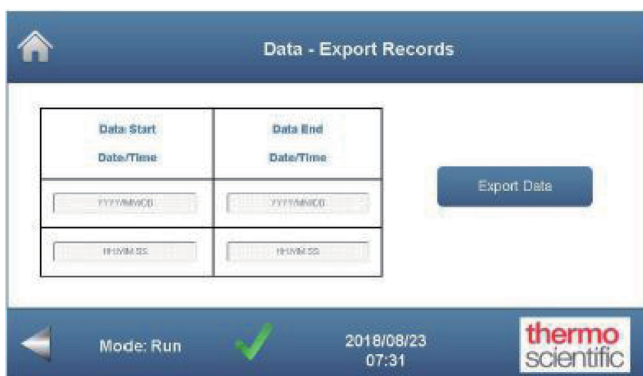 Data - Export Records
Data Start
Date/Time
Data End
Date/Time
YYYY/MM/DD
YYYY/MM/DD
HH:MM:SS
HH:MM:SS
Export Data
Mode: Run
2018/08/23
07:31
thermo
scientific